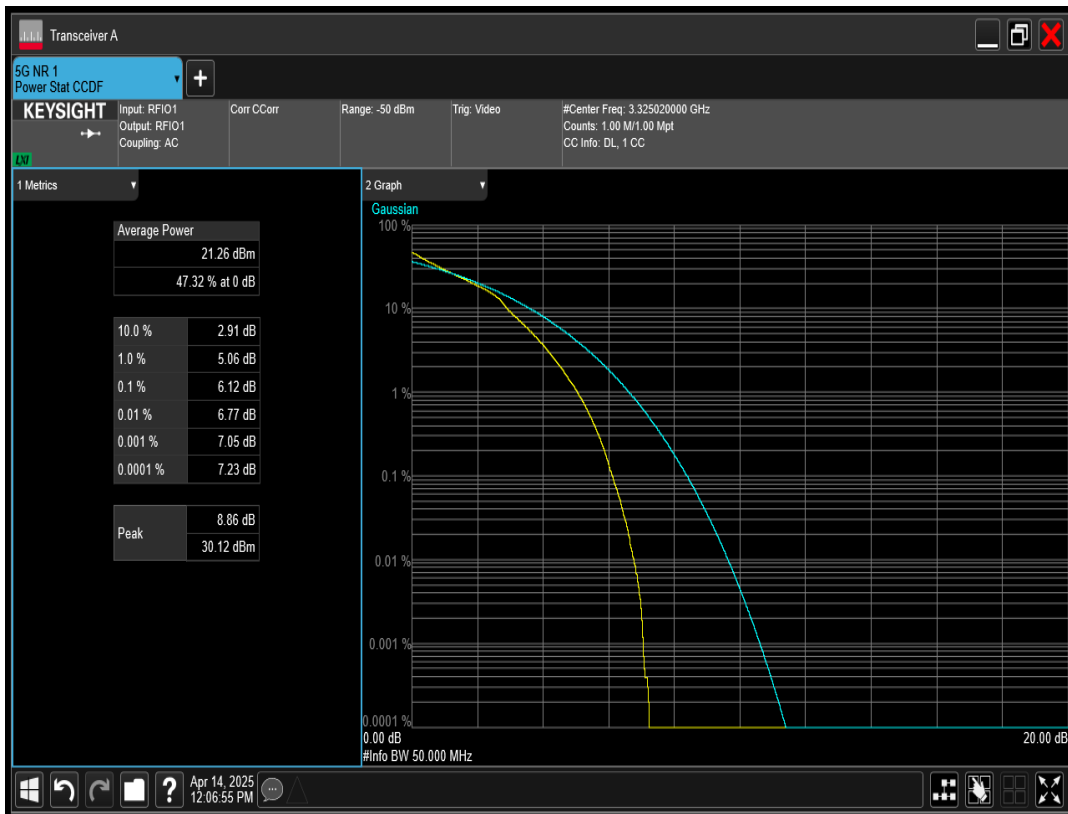 Transceiver A
5G NR 1
Power Stat CCDF
+
KEYSIGHT
LXI
Input: RFIO1
Output: RFIO1
Coupling: AC
Corr CCorr
Range: -50 dBm
Trig: Video
#Center Freq: 3.325020000 GHz
Counts: 1.00 M/1.00 Mpt
CC Info: DL, 1 CC
1 Metrics
Average Power
21.26 dBm
47.32 % at 0 dB
10.0 % 2.91 dB
1.0 % 5.06 dB
0.1 % 6.12 dB
0.01 % 6.77 dB
0.001 % 7.05 dB
0.0001 % 7.23 dB
Peak
8.86 dB
30.12 dBm
2 Graph
Gaussian
100 %
10 %
1 %
0.1 %
0.01 %
0.001 %
0.0001 %
0.00 dB
20.00 dB
#Info BW 50.000 MHz
?
Apr 14, 2025
12:06:55 PM